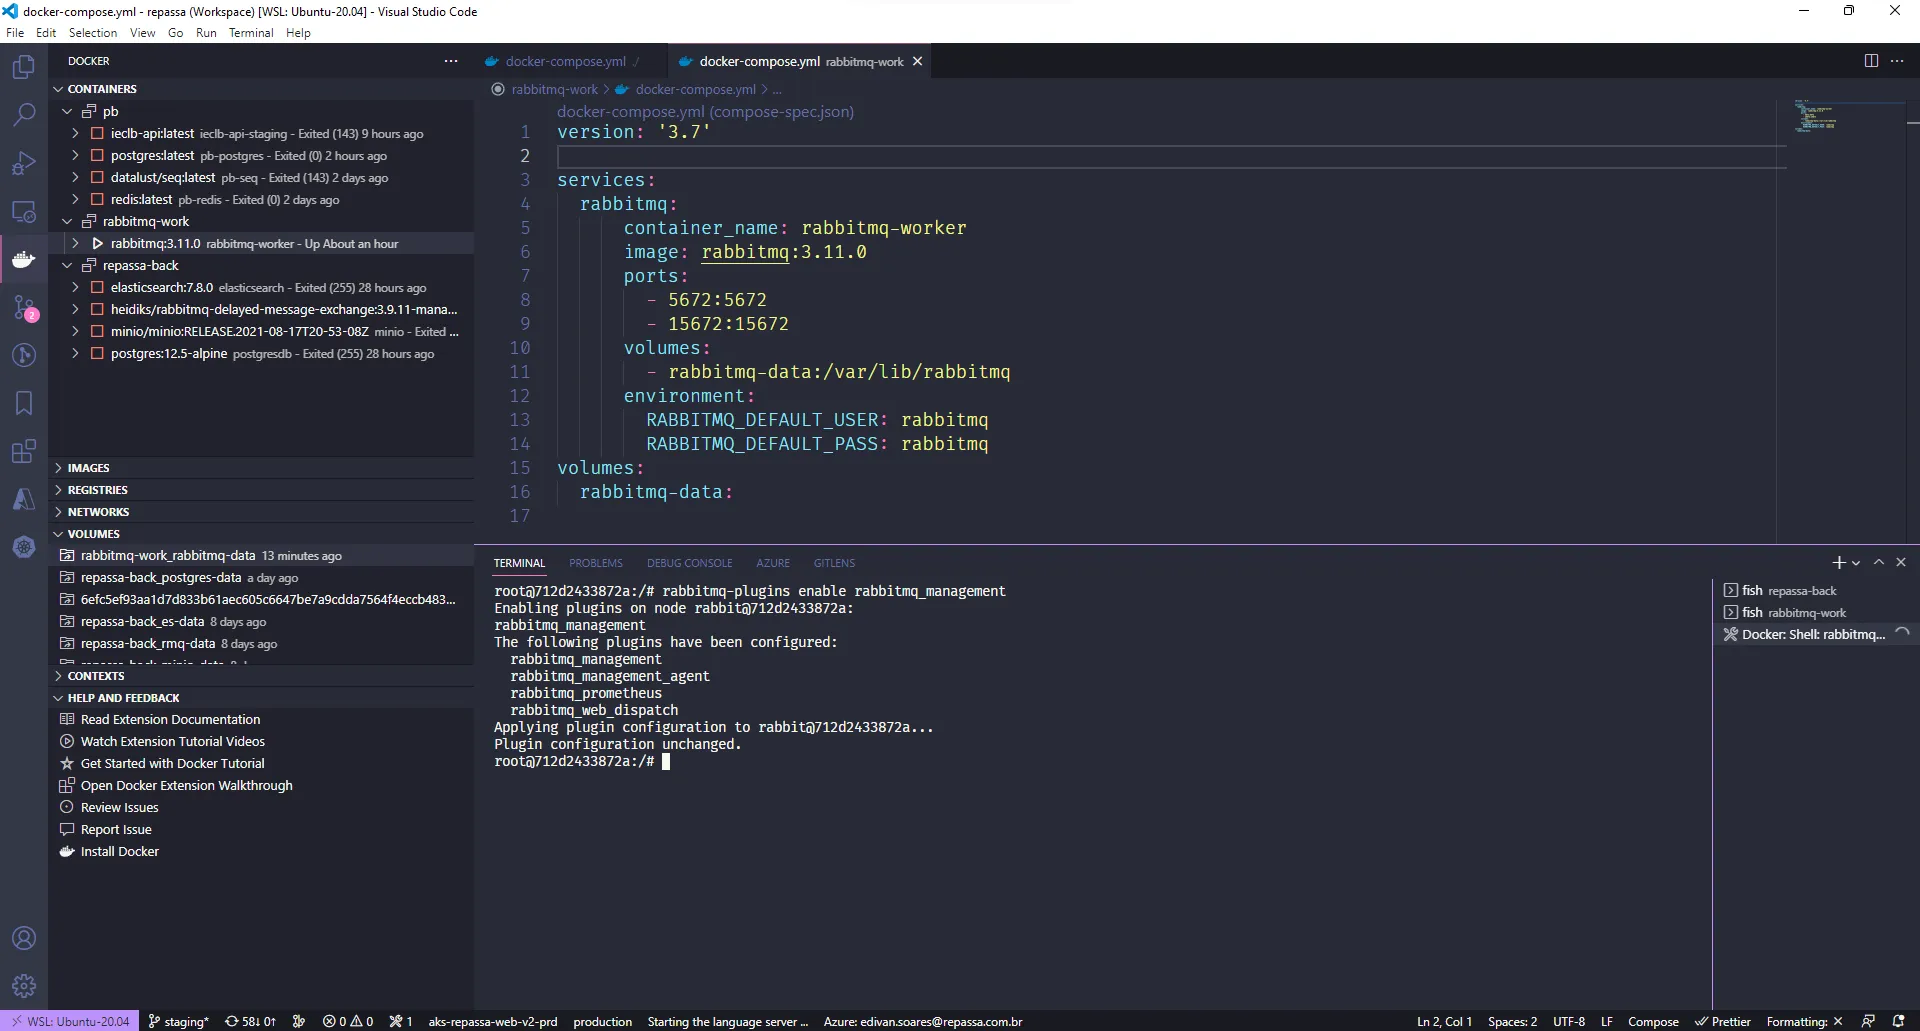 docker-compose.yml - repassa (Workspace) [WSL: Ubuntu-20.04] - Visual Studio Code
File Edit Selection View Go Run Terminal Help
DOCKER
docker-compose.yml
docker-compose.yml rabbitmq-work
CONTAINERS
pb
ieclb-api:latest ieclb-api-staging - Exited (143) 9 hours ago
postgres:latest pb-postgres - Exited (0) 2 hours ago
datalust/seq:latest pb-seq - Exited (143) 2 days ago
redis:latest pb-redis - Exited (0) 2 days ago
rabbitmq-work
rabbitmq:3.11.0 rabbitmq-worker - Up About an hour
repassa-back
elasticsearch:7.8.0 elasticsearch - Exited (255) 28 hours ago
heidiks/rabbitmq-delayed-message-exchange:3.9.11-mana...
minio/minio:RELEASE.2021-08-17T20-53-08Z minio - Exited ...
postgres:12.5-alpine postgresdb - Exited (255) 28 hours ago
IMAGES
REGISTRIES
NETWORKS
VOLUMES
rabbitmq-work_rabbitmq-data 13 minutes ago
repassa-back_postgres-data a day ago
6efc5ef93aa1d7d833b61aec605c6647be7a9cdda7564f4eccb483...
repassa-back_es-data 8 days ago
repassa-back_rmq-data 8 days ago
CONTEXTS
HELP AND FEEDBACK
Read Extension Documentation
Watch Extension Tutorial Videos
Get Started with Docker Tutorial
Open Docker Extension Walkthrough
Review Issues
Report Issue
Install Docker
2
rabbitmq-work > docker-compose.yml > ...
docker-compose.yml (compose-spec.json)
1 version: '3.7'
2
3 services:
4 rabbitmq:
5 container_name: rabbitmq-worker
6 image: rabbitmq:3.11.0
7 ports:
8 - 5672:5672
9 - 15672:15672
10 volumes:
11 - rabbitmq-data:/var/lib/rabbitmq
12 environment:
13 RABBITMQ_DEFAULT_USER: rabbitmq
14 RABBITMQ_DEFAULT_PASS: rabbitmq
15 volumes:
16 rabbitmq-data:
17
TERMINAL PROBLEMS DEBUG CONSOLE AZURE GITLENS
root@712d2433872a:/# rabbitmq-plugins enable rabbitmq_management
Enabling plugins on node rabbit@712d2433872a:
rabbitmq_management
The following plugins have been configured:
rabbitmq_management
rabbitmq_management_agent
rabbitmq_prometheus
rabbitmq_web_dispatch
Applying plugin configuration to rabbit@712d2433872a...
Plugin configuration unchanged.
root@712d2433872a:/#
fish repassa-back
fish rabbitmq-work
Docker: Shell: rabbitmq...
WSL: Ubuntu-20.04 staging* 58↓ 0↑ 0 0 1 aks-repassa-web-v2-prd production Starting the language server ... Azure: edivan.soares@repassa.com.br Ln 2, Col 1 Spaces: 2 UTF-8 LF Compose Prettier Formatting: ×